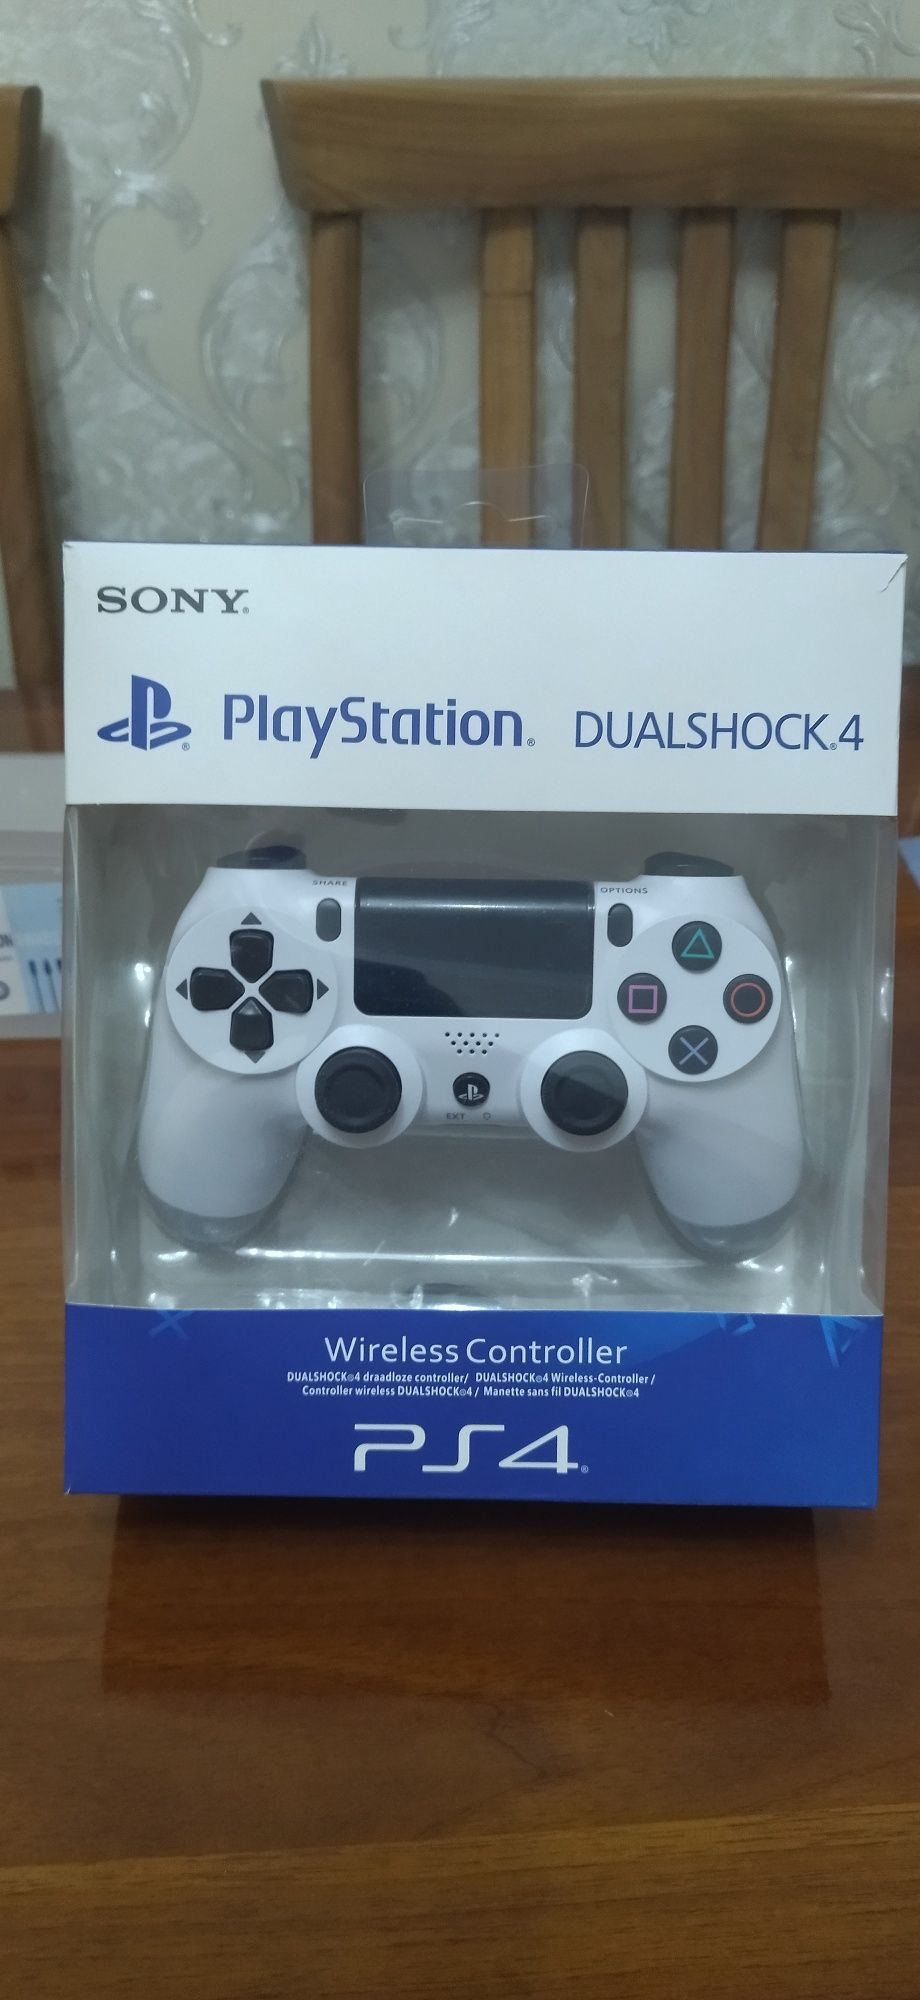 SONY®
PlayStation® DUALSHOCK®4
SHARE
OPTIONS
EXT
Wireless Controller
DUALSHOCK®4 draadloze controller/ DUALSHOCK®4 Wireless-Controller /
Controller wireless DUALSHOCK®4 / Manette sans fil DUALSHOCK®4
PS4®